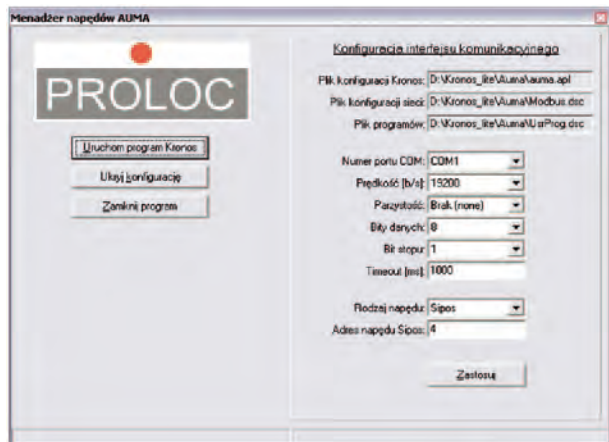 Menadżer napędów AUMA
PROLOC
Uruchom program Kronos
Ukryj konfigurację
Zamknij program
Konfiguracja interfejsu komunikacyjnego
Plik konfiguracji Kronos: D:\Kronos_lite\Auma\auma.apl
Plik konfiguracji sieci: D:\Kronos_lite\Auma\Modbus.dsc
Plik programów: D:\Kronos_lite\Auma\UsrProg.dsc
Numer portu COM: COM1
Prędkość [b/s]: 19200
Parzystość: Brak (none)
Bity danych: 8
Bit stopu: 1
Timeout [ms]: 1000
Rodzaj napędu: Sipos
Adres napędu Sipos: 4
Zastosuj